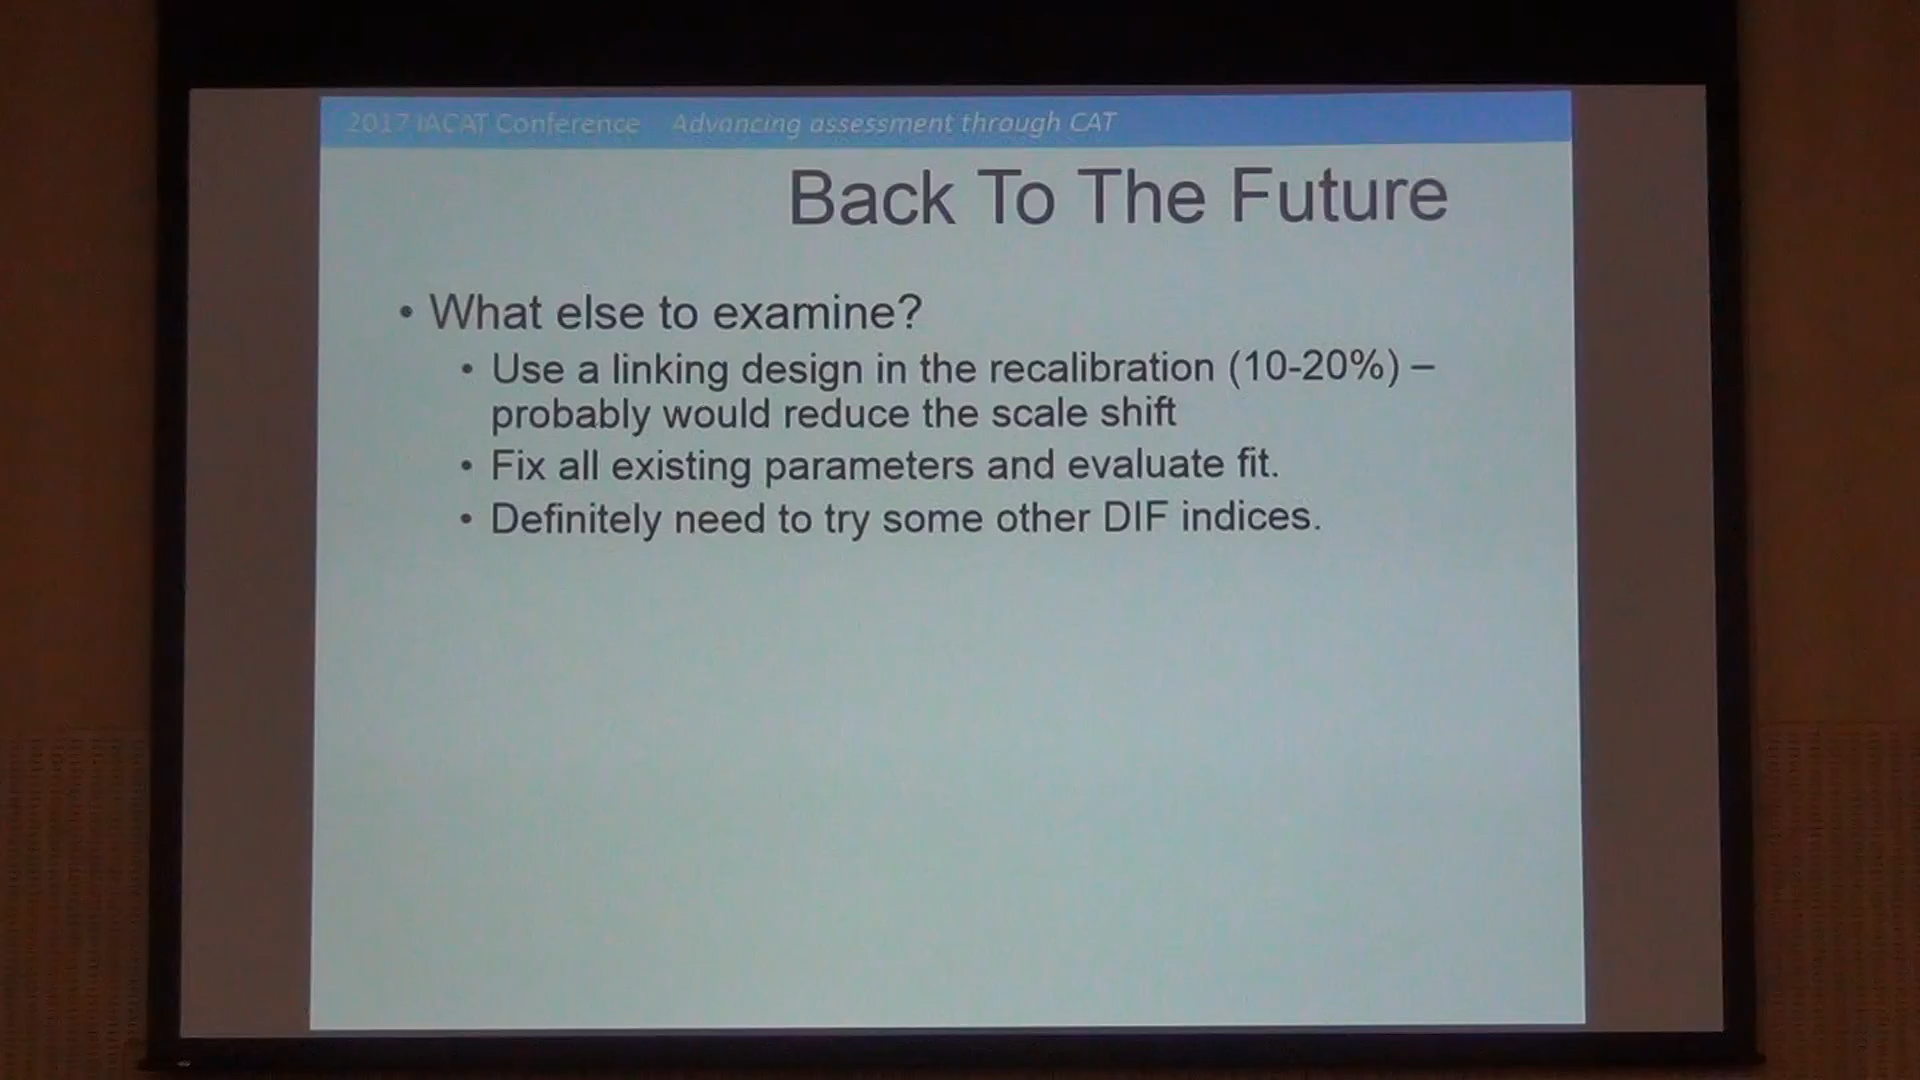 2017 IACAT Conference Advancing assessment through CAT
Back To The Future
• What else to examine?
• Use a linking design in the recalibration (10-20%) –
probably would reduce the scale shift
• Fix all existing parameters and evaluate fit.
• Definitely need to try some other DIF indices.